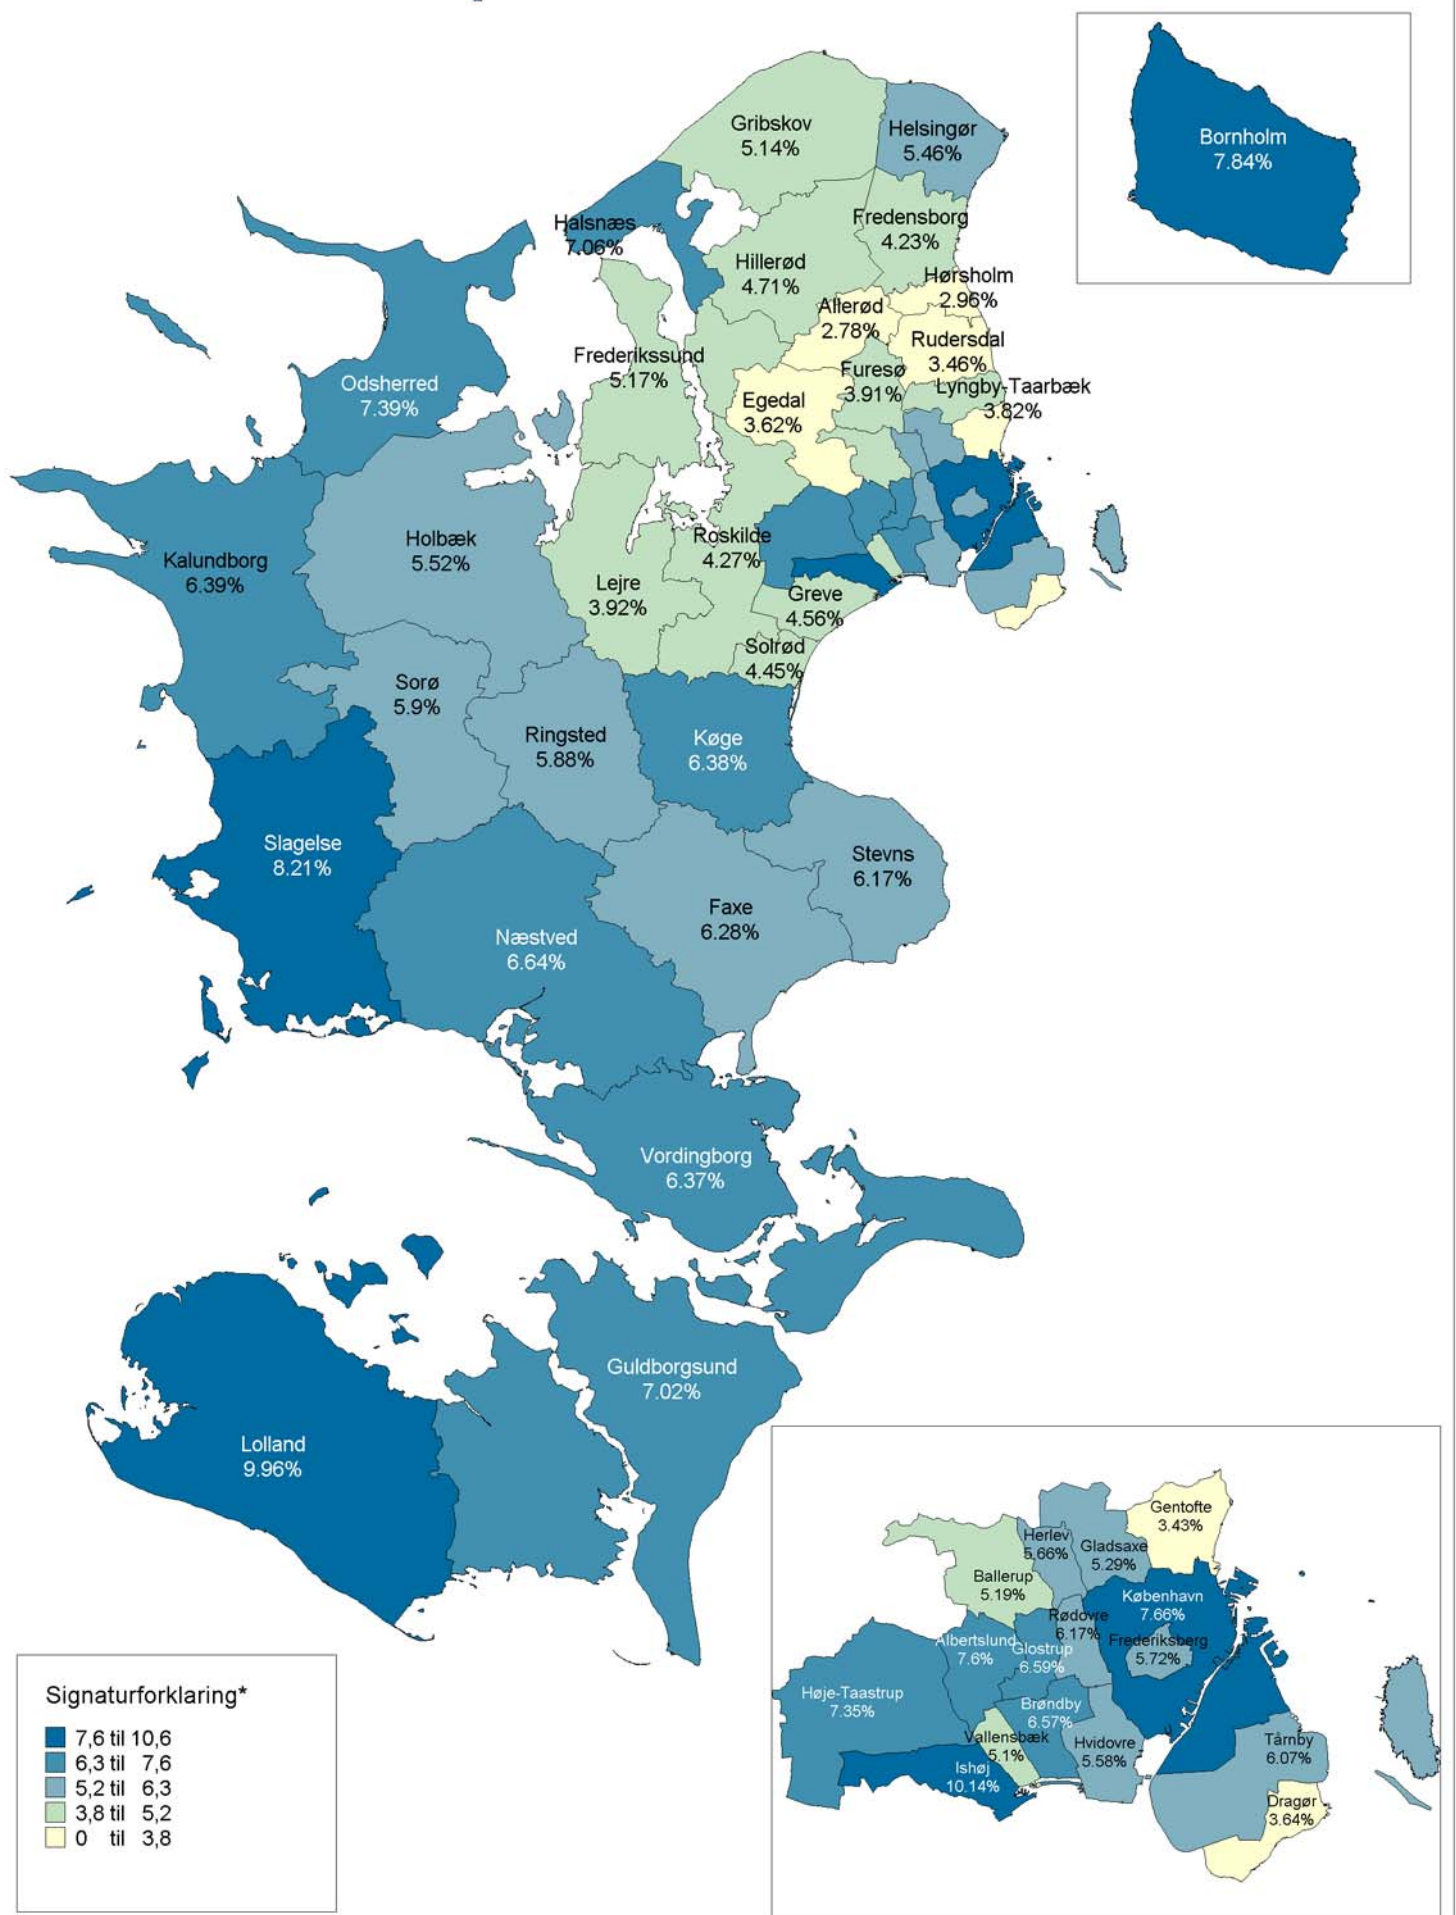 Bornholm
7.84%
Gribskov
5.14%
Helsingør
5.46%
Halsnæs
7.06%
Fredensborg
4.23%
Hillerød
4.71%
Hørsholm
2.96%
Allerød
2.78%
Rudersdal
3.46%
Frederikssund
5.17%
Furesø
3.91%
Lyngby-Taarbæk
3.82%
Odsherred
7.39%
Egedal
3.62%
Holbæk
5.52%
Roskilde
4.27%
Kalundborg
6.39%
Lejre
3.92%
Greve
4.56%
Solrød
4.45%
Sorø
5.9%
Ringsted
5.88%
Køge
6.38%
Slagelse
8.21%
Stevns
6.17%
Faxe
6.28%
Næstved
6.64%
Vordingborg
6.37%
Guldborgsund
7.02%
Lolland
9.96%
Gentofte
3.43%
Herlev
5.66%
Gladsaxe
5.29%
Ballerup
5.19%
København
7.66%
Rødovre
6.17%
Frederiksberg
5.72%
Albertslund
7.6%
Glostrup
6.59%
Høje-Taastrup
7.35%
Brøndby
6.57%
Vallensbæk
5.1%
Hvidovre
5.58%
Tårnby
6.07%
Ishøj
10.14%
Dragør
3.64%
Signaturforklaring*
7,6 til 10,6
6,3 til 7,6
5,2 til 6,3
3,8 til 5,2
0 til 3,8